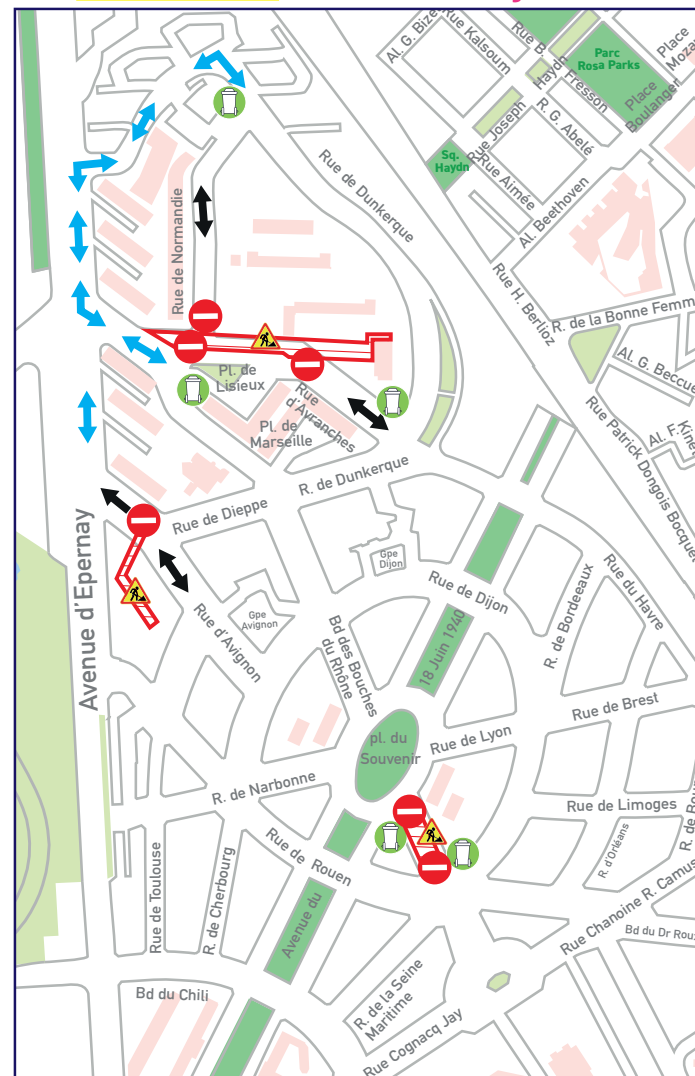 Al. G. Bizet
Rue Kalsoum
Rue B.
Haydn
Fresson
Parc
Rosa Parks
Place
Place
Boulanger
Rue Joseph
R. G. Abelé
Sq.
Haydn
Rue Aimée
Al. Beethoven
Rue de Dunkerque
Rue de Normandie
Rue H. Berlioz
R. de la Bonne Femm
Al. G. Beccue
Al. F.
Rue Patrick Dongois Bocquet
Pl. de
Lisieux
Rue
d'Avranches
Pl. de
Marseille
R. de Dunkerque
Rue de Dieppe
Avenue d'Epernay
Gpe
Dijon
Rue de Dijon
Gpe
Avignon
Rue d'Avignon
Bd des Bouches
du Rhône
18 Juin 1940
R. de Bordeeaux
Rue du Havre
Rue de Brest
pl. du
Souvenir
Rue de Lyon
R. de Narbonne
Rue de Limoges
R. d'Orléans
Rue de Rouen
Rue de Toulouse
R. de Cherbourg
Avenue du
Rue Chanoine R. Camus
Bd du Dr Roux
Bd du Chili
R. de la Seine
Maritime
Rue Cognacq Jay